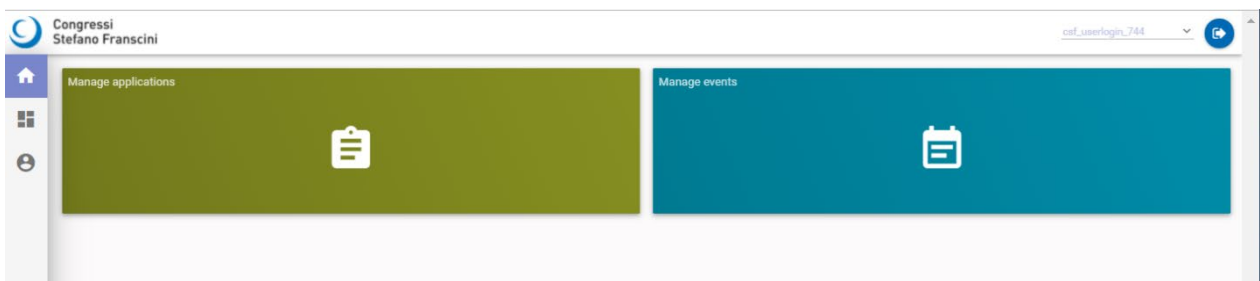 Congressi
Stefano Franscini
csf_userlogin_744
Manage applications
Manage events